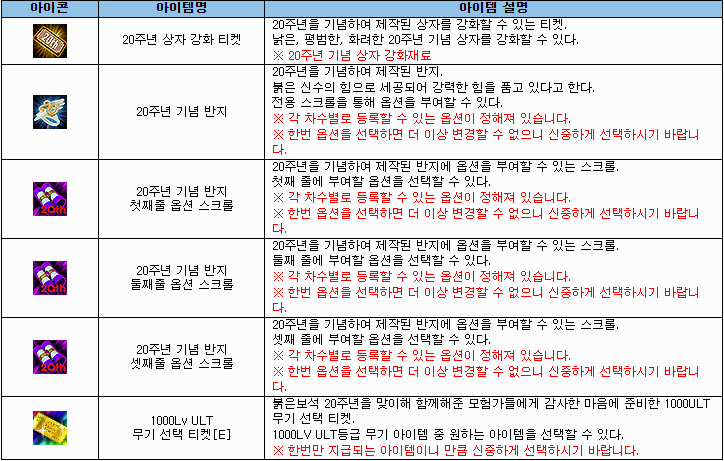 아이콘 아이템명 아이템 설명
20th
20주년 상자 강화 티켓
20주년을 기념하여 제작된 상자를 강화할 수 있는 티켓.
낡은, 평범한, 화려한 20주년 기념 상자를 강화할 수 있다.
※ 20주년 기념 상자 강화재료
20주년 기념 반지
20주년을 기념하여 제작된 반지.
붉은 신수의 힘으로 세공되어 강력한 힘을 품고 있다고 한다.
전용 스크롤을 통해 옵션을 부여할 수 있다.
※ 각 차수별로 등록할 수 있는 옵션이 정해져 있습니다.
※ 한번 옵션을 선택하면 더 이상 변경할 수 없으니 신중하게 선택하시기 바랍니
다.
20th
20주년 기념 반지
첫째줄 옵션 스크롤
20주년을 기념하여 제작된 반지에 옵션을 부여할 수 있는 스크롤.
첫째 줄에 부여할 옵션을 선택할 수 있다.
※ 각 차수별로 등록할 수 있는 옵션이 정해져 있습니다.
※ 한번 옵션을 선택하면 더 이상 변경할 수 없으니 신중하게 선택하시기 바랍니
다.
20th
20주년 기념 반지
둘째줄 옵션 스크롤
20주년을 기념하여 제작된 반지에 옵션을 부여할 수 있는 스크롤.
둘째 줄에 부여할 옵션을 선택할 수 있다.
※ 각 차수별로 등록할 수 있는 옵션이 정해져 있습니다.
※ 한번 옵션을 선택하면 더 이상 변경할 수 없으니 신중하게 선택하시기 바랍니
다.
20th
20주년 기념 반지
셋째줄 옵션 스크롤
20주년을 기념하여 제작된 반지에 옵션을 부여할 수 있는 스크롤.
셋째 줄에 부여할 옵션을 선택할 수 있다.
※ 각 차수별로 등록할 수 있는 옵션이 정해져 있습니다.
※ 한번 옵션을 선택하면 더 이상 변경할 수 없으니 신중하게 선택하시기 바랍니
다.
1000Lv ULT
무기 선택 티켓[E]
붉은보석 20주년을 맞이해 함께해준 모험가들에게 감사한 마음에 준비한 1000ULT
무기 선택 티켓.
1000LV ULT등급 무기 아이템 중 원하는 아이템을 선택할 수 있다.
※ 한번만 지급되는 아이템이니 만큼 신중하게 선택하시기 바랍니다.